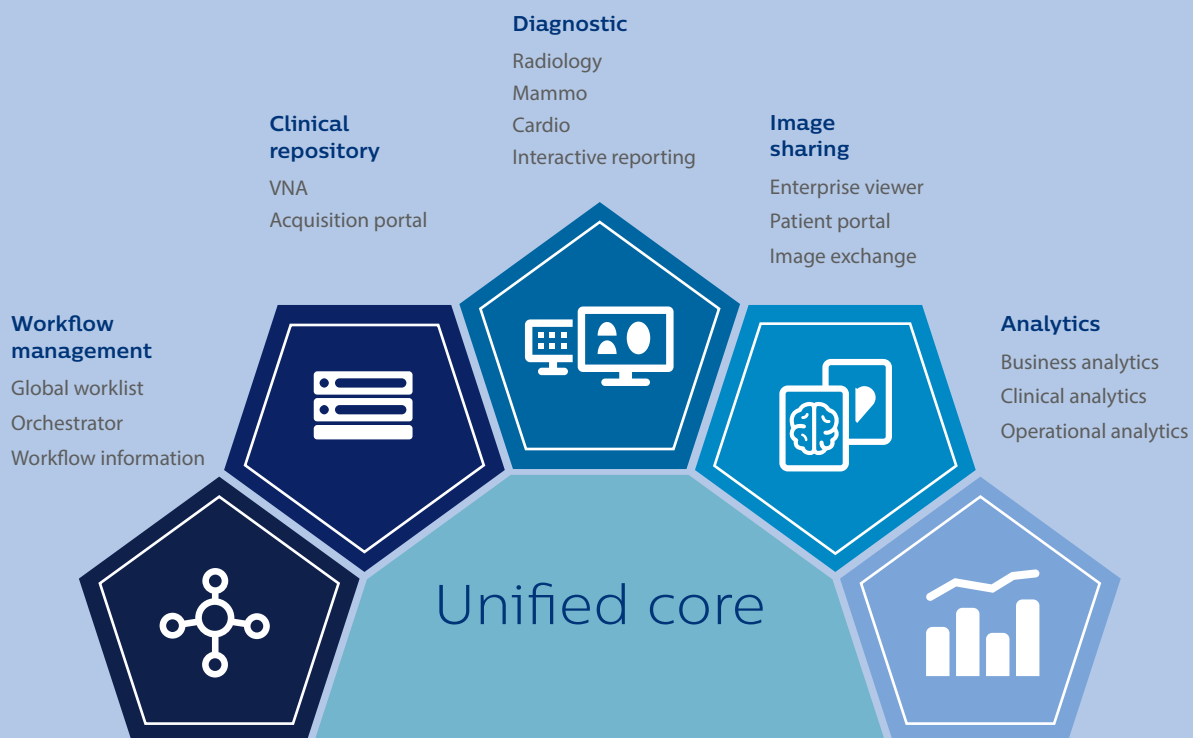 Diagnostic
Radiology
Mammo
Cardio
Interactive reporting
Clinical
repository
VNA
Acquisition portal
Image
sharing
Enterprise viewer
Patient portal
Image exchange
Workflow
management
Global worklist
Orchestrator
Workflow information
Analytics
Business analytics
Clinical analytics
Operational analytics
Unified core